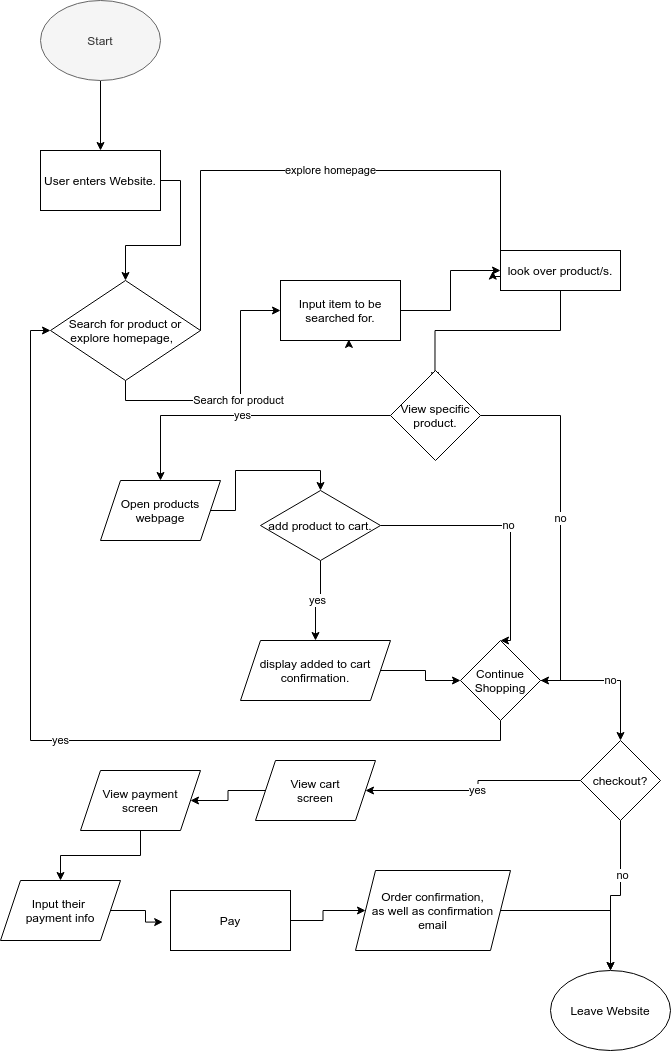 Start
User enters Website.
explore homepage
look over product/s.
Input item to be
searched for.
Search for product or
explore homepage,
Search for product
View specific
product.
yes
no
Open products
webpage
add product to cart.
no
yes
display added to cart
confirmation.
Continue
Shopping
no
yes
checkout?
yes
View cart
screen
View payment
screen
no
Input their
payment info
Pay
Order confirmation,
as well as confirmation
email
Leave Website